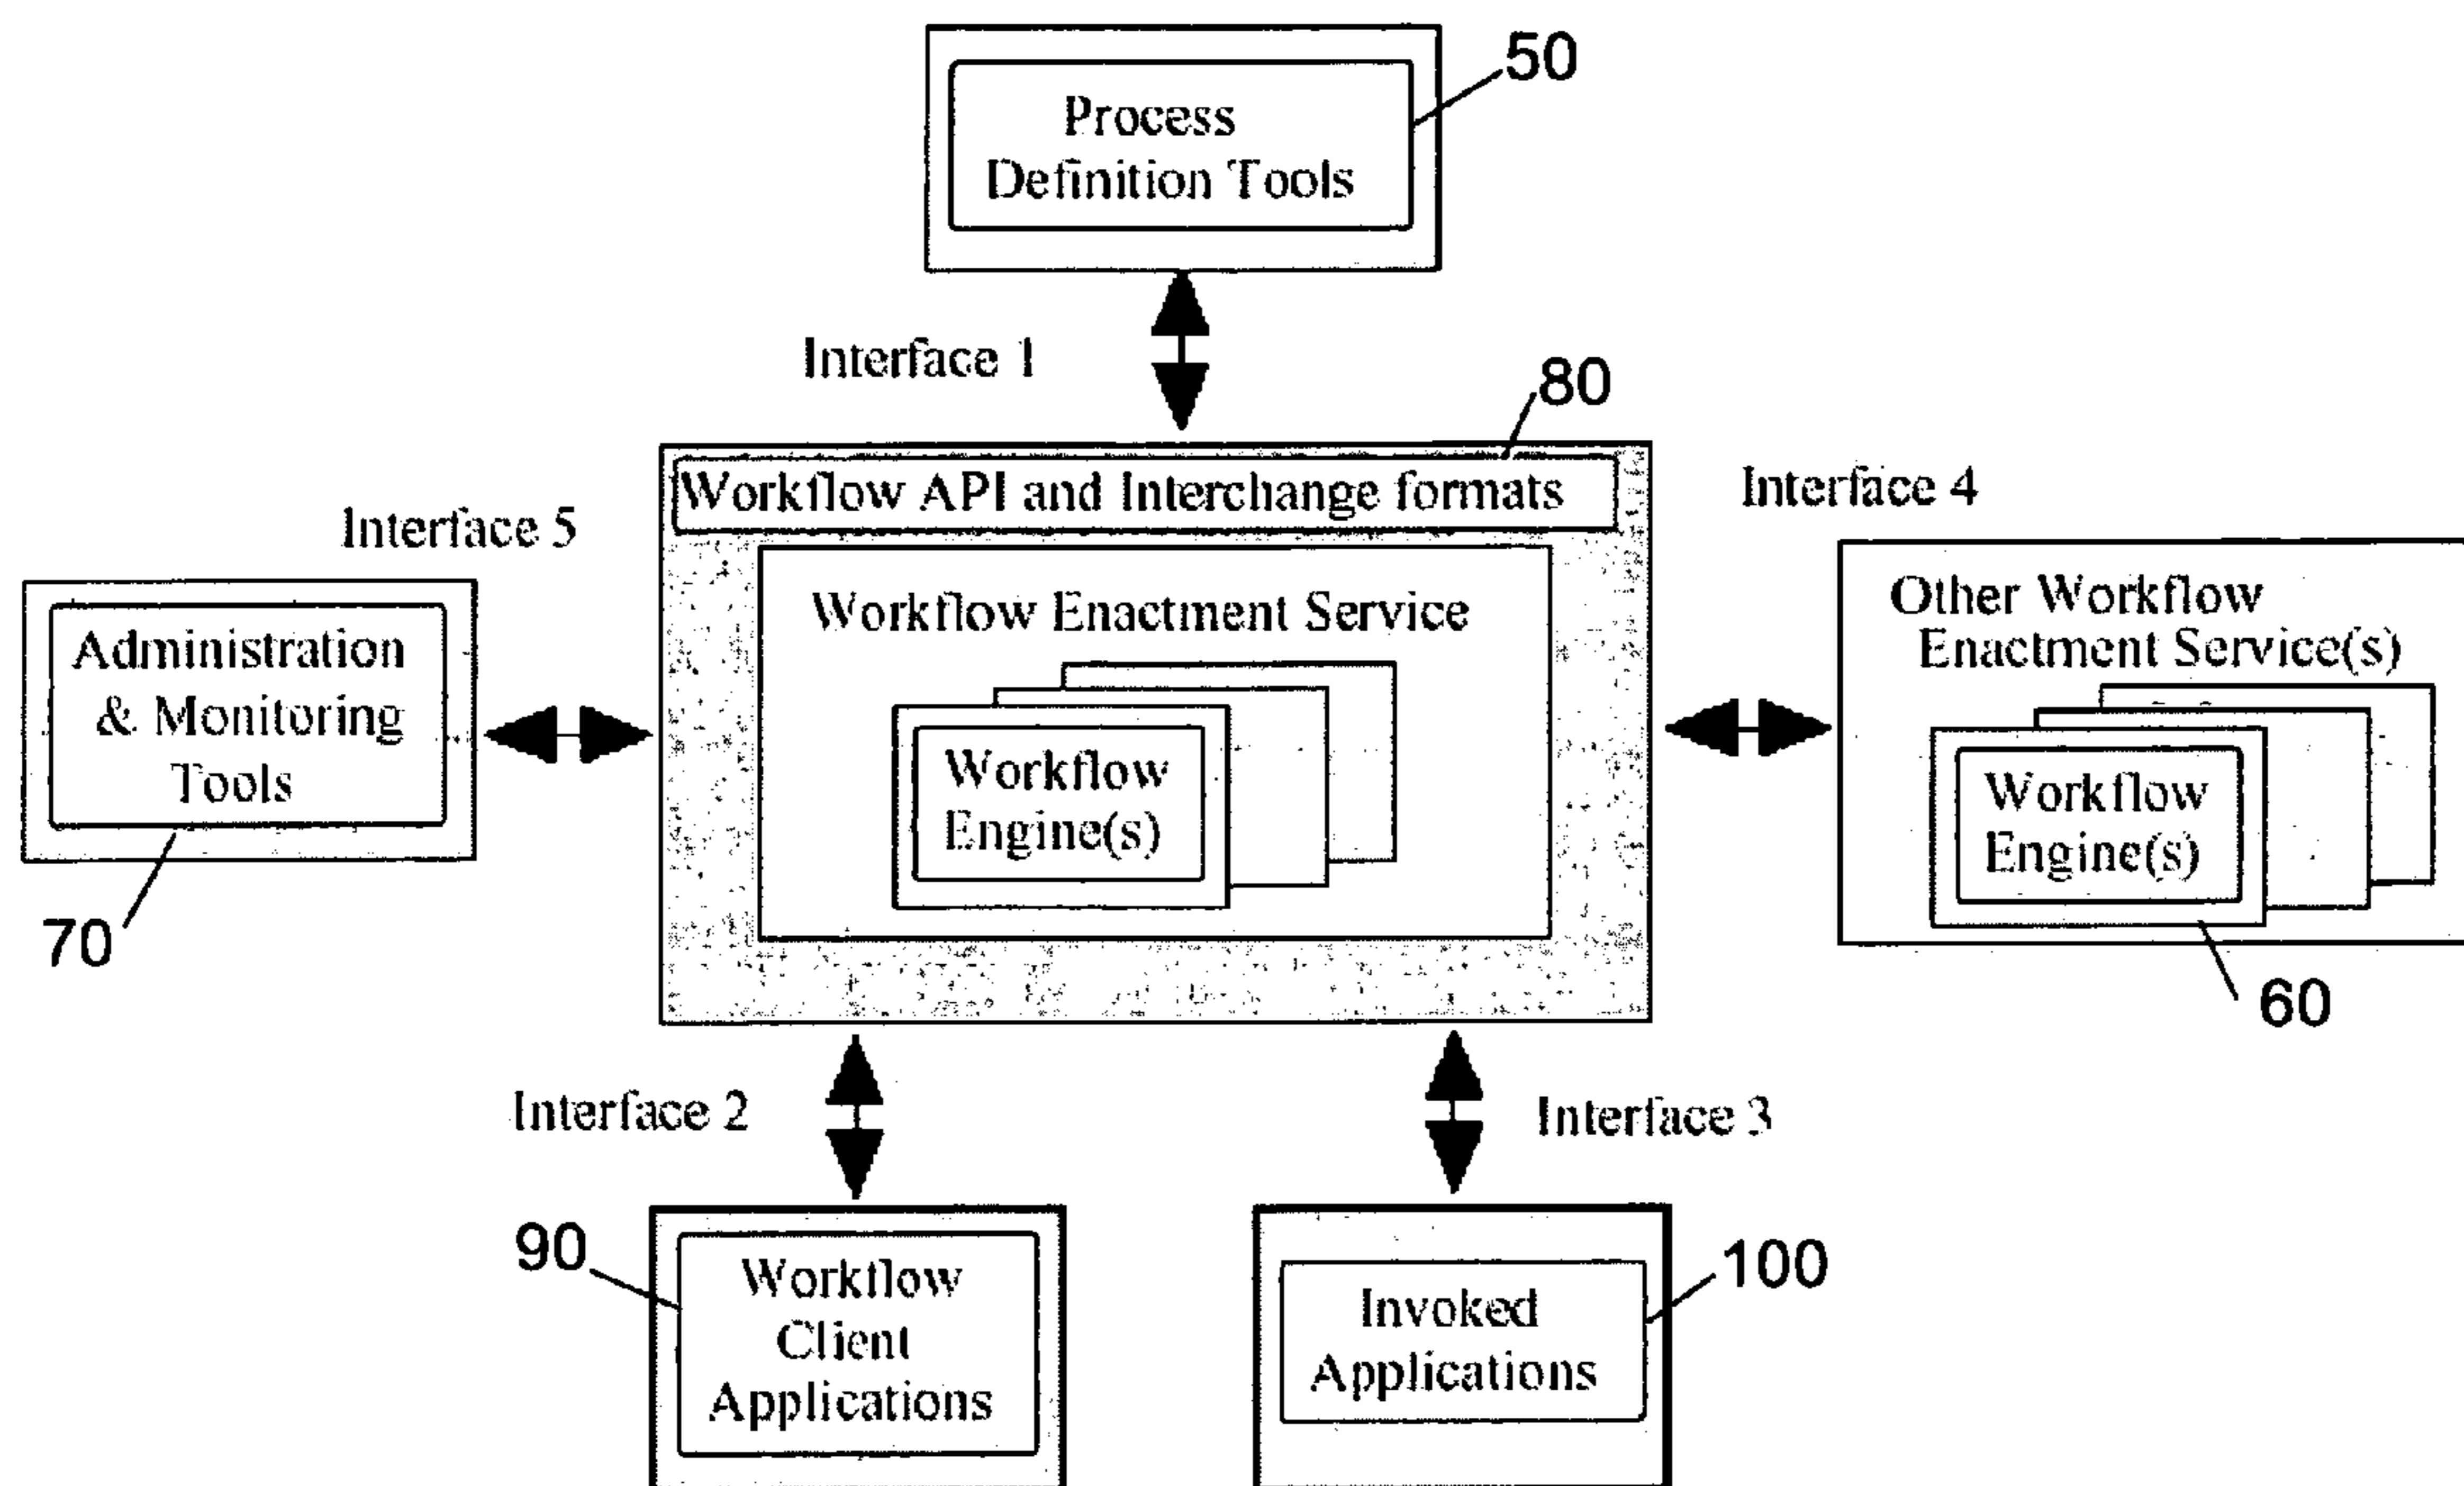 50
Process
Definition Tools
Interface 1
80
Workflow API and Interchange formats
Interface 4
Interface 5
Workflow Enactment Service
Other Workflow
Enactment Service(s)
Administration
& Monitoring
Tools
Workflow
Engine(s)
Workflow
Engine(s)
70
60
Interface 2
Interface 3
90
Workflow
Client
Applications
100
Invoked
Applications